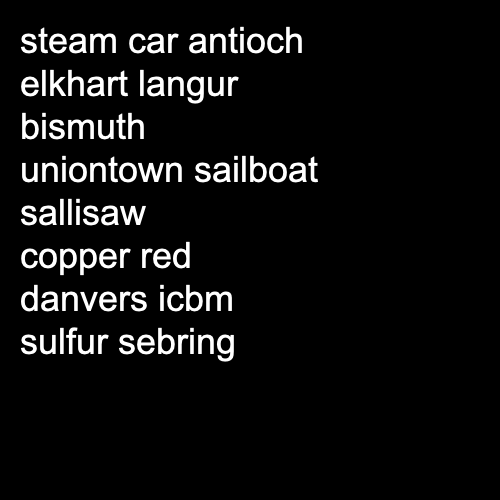 steam car antioch
elkhart langur
bismuth
uniontown sailboat
sallisaw
copper red
danvers icbm
sulfur sebring